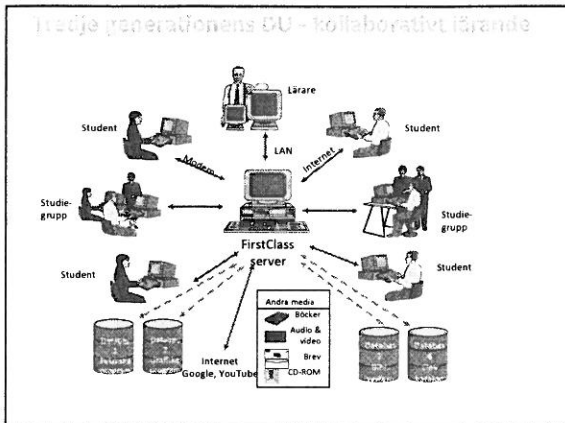 Tredje generationens DU - kollaborativt lärande
Lärare
Student
Student
LAN
Modem
Internet
Studie-
grupp
Studie-
grupp
FirstClass
server
Student
Student
Andra media
Böcker
Audio &
video
Brev
CD-ROM
Internet
Google, YouTube